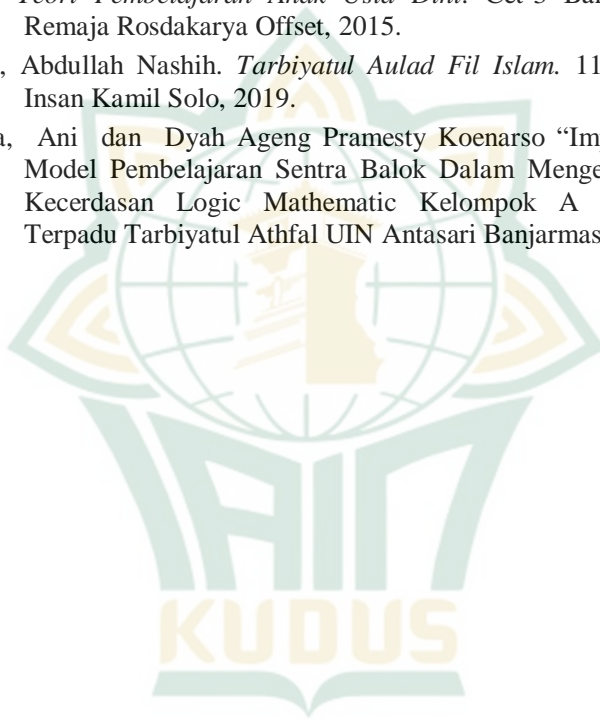 Teori Pembelajaran Anak Usia Dini. Cet-3
Remaja Rosdakarya Offset, 2015.
, Abdullah Nashih. Tarbiyatul Aulad Fil Islam. 11
Insan Kamil Solo, 2019.
a, Ani dan Dyah Ageng Pramesty Koenarso “Im
Model Pembelajaran Sentra Balok Dalam Menge
Kecerdasan Logic Mathematic Kelompok A
Terpadu Tarbiyatul Athfal UIN Antasari Banjarmas
IAIN
KUDUS